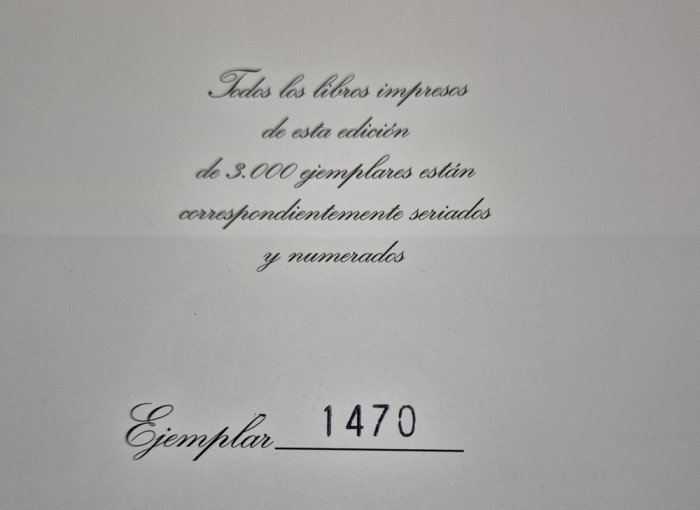 Todos los libros impresos
de esta edición
de 3.000 ejemplares están
correspondientemente seriados
y numerados
Ejemplar 1470